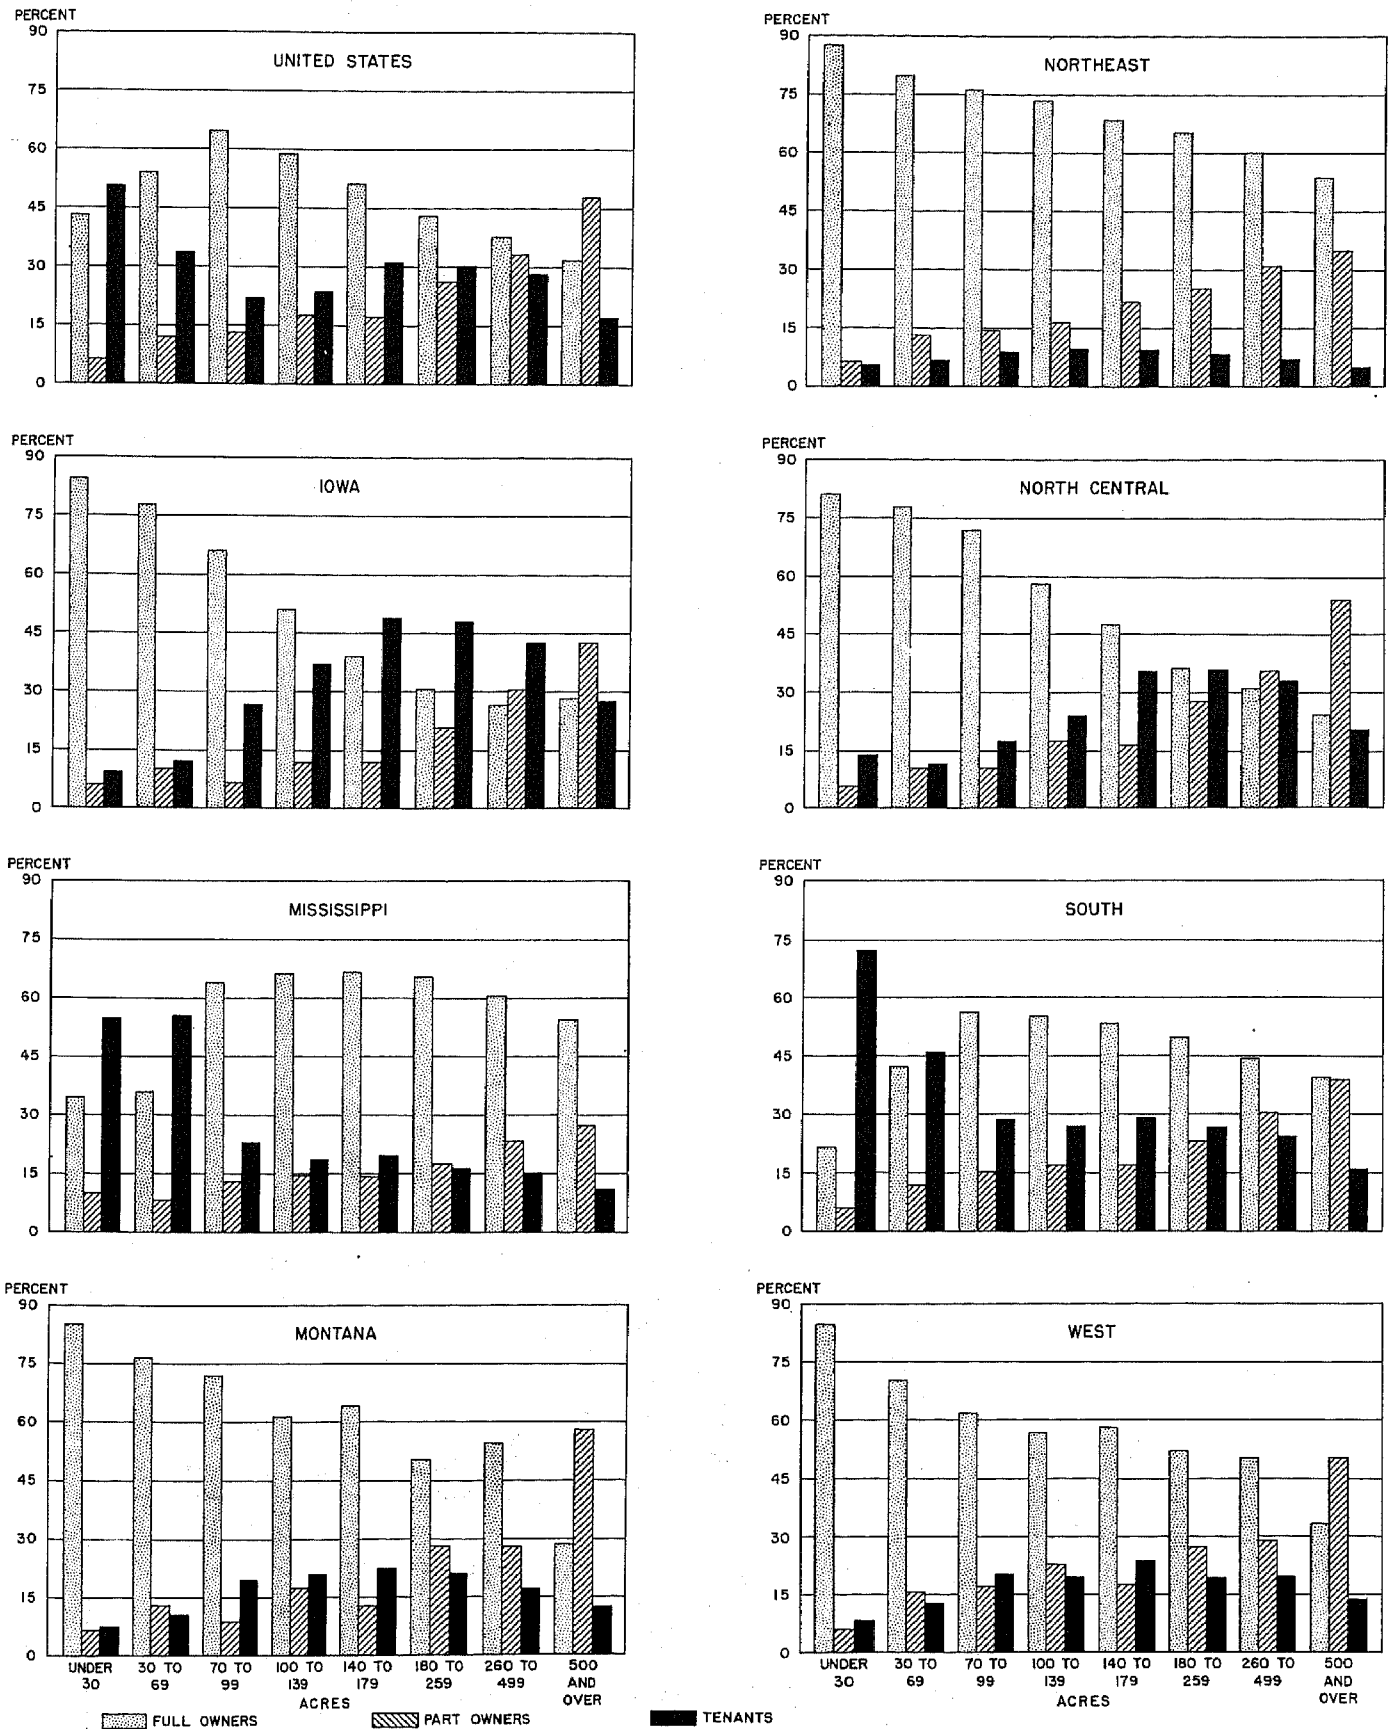 PERCENT
90
75
60
45
30
15
0
UNITED STATES
PERCENT
90
75
60
45
30
15
0
NORTHEAST
PERCENT
90
75
60
45
30
15
0
IOWA
PERCENT
90
75
60
45
30
15
0
NORTH CENTRAL
PERCENT
90
75
60
45
30
15
0
MISSISSIPPI
PERCENT
90
75
60
45
30
15
0
SOUTH
PERCENT
90
75
60
45
30
15
0
MONTANA
UNDER 30 TO 70 TO 100 TO 140 TO 180 TO 260 TO 500
30 69 99 139 179 259 499 AND
ACRES OVER
PERCENT
90
75
60
45
30
15
0
WEST
UNDER 30 TO 70 TO 100 TO 140 TO 180 TO 260 TO 500
30 69 99 139 179 259 499 AND
ACRES OVER
FULL OWNERS PART OWNERS TENANTS